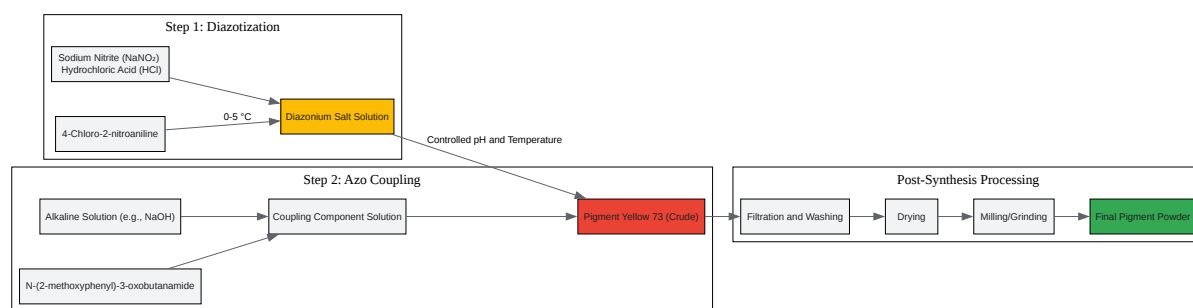 Step 1: Diazotization
Sodium Nitrite (NaNO₂)
Hydrochloric Acid (HCl)
4-Chloro-2-nitroaniline
0-5 °C
Diazonium Salt Solution
Controlled pH and Temperature
Step 2: Azo Coupling
Alkaline Solution (e.g., NaOH)
N-(2-methoxyphenyl)-3-oxobutanamide
Coupling Component Solution
Pigment Yellow 73 (Crude)
Post-Synthesis Processing
Filtration and Washing
Drying
Milling/Grinding
Final Pigment Powder